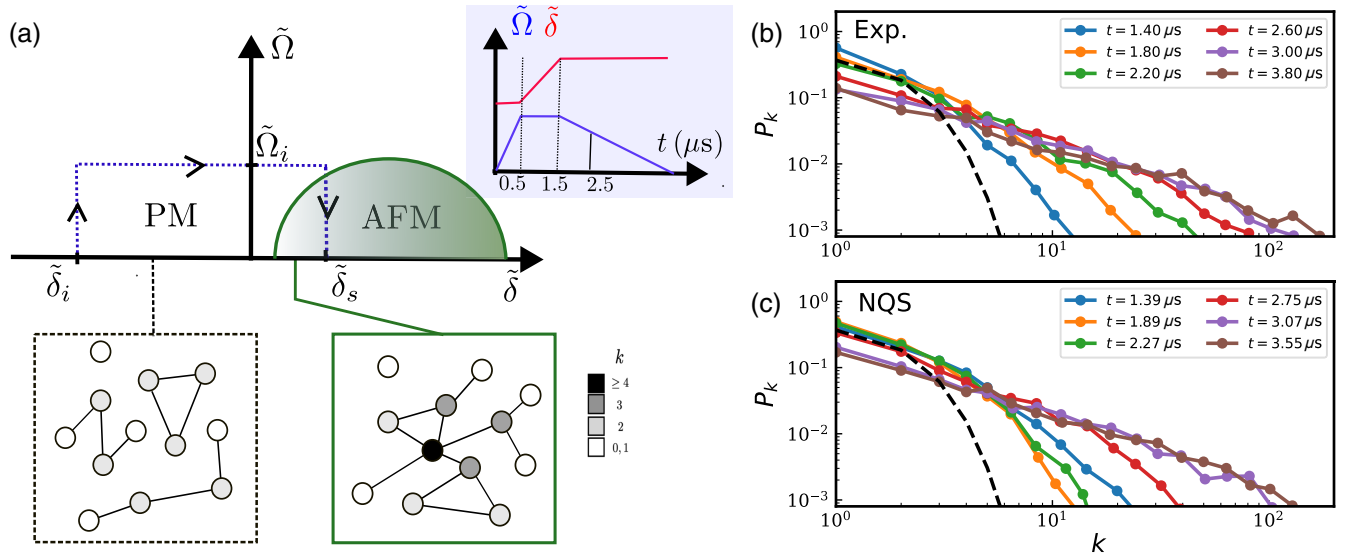 (a)
Ω̃
Ω̃ δ̃
t (μs)
0.5
1.5
2.5
Ω̃ᵢ
PM
AFM
δ̃ᵢ
δ̃ₛ
δ̃
k
≥ 4
3
2
0,1
(b)
Exp.
t = 1.40 μs
t = 2.60 μs
t = 1.80 μs
t = 3.00 μs
t = 2.20 μs
t = 3.80 μs
10⁰
10⁻¹
10⁻²
10⁻³
Pₖ
10⁰ 10¹ 10²
(c)
NQS
t = 1.39 μs
t = 2.75 μs
t = 1.89 μs
t = 3.07 μs
t = 2.27 μs
t = 3.55 μs
10⁰
10⁻¹
10⁻²
10⁻³
Pₖ
10⁰ 10¹ 10²
k